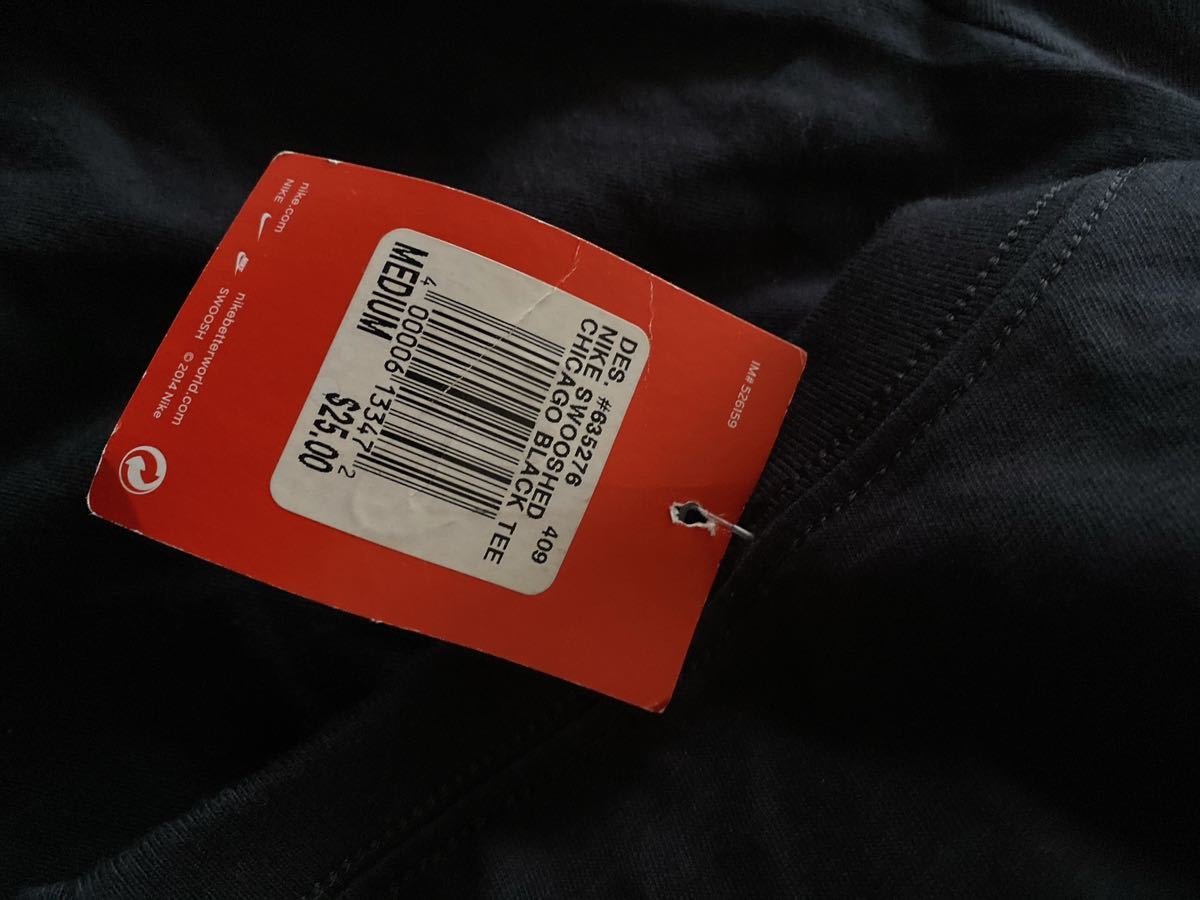 DES. #635276 409
NIKE SWOOSHED
CHICAGO BLACK TEE
4 00006 13347 2
MEDIUM $25.00
IM# 526159
nike.com
NIKE
nikebetterworld.com
SWOOSH © 2014 Nike